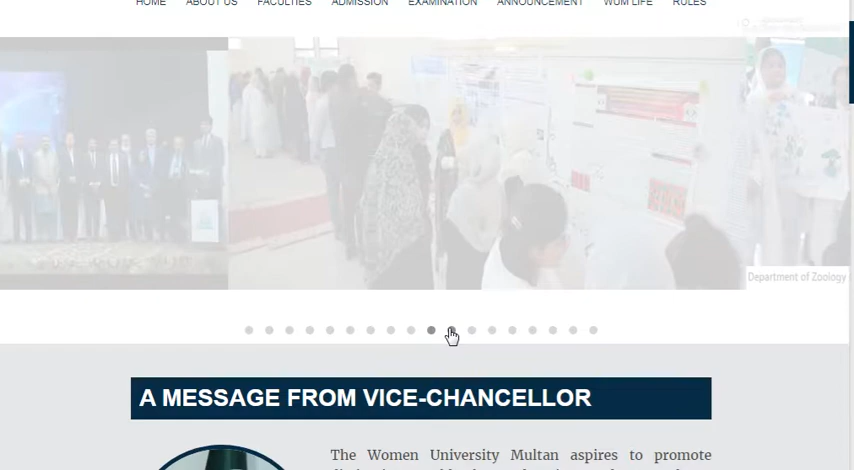 HOME ABOUT US FACULTIES ADMISSION EXAMINATION ANNOUNCEMENT WUM LIFE RULES
Department of Zoology
A MESSAGE FROM VICE-CHANCELLOR
The Women University Multan aspires to promote